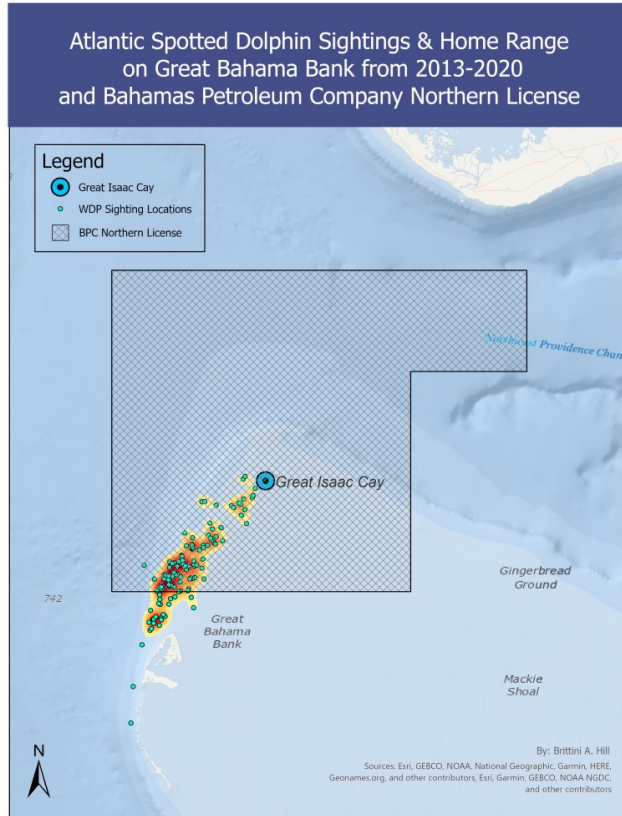 Atlantic Spotted Dolphin Sightings & Home Range
on Great Bahama Bank from 2013-2020
and Bahamas Petroleum Company Northern License
Legend
Great Isaac Cay
WDP Sighting Locations
BPC Northern License
Northeast Providence Chan
Great Isaac Cay
Gingerbread
Ground
742
Great
Bahama
Bank
Mackie
Shoal
N
By: Brittini A. Hill
Sources: Esri, GEBCO, NOAA, National Geographic, Garmin, HERE,
Geonames.org, and other contributors, Esri, Garmin, GEBCO, NOAA NGDC,
and other contributors